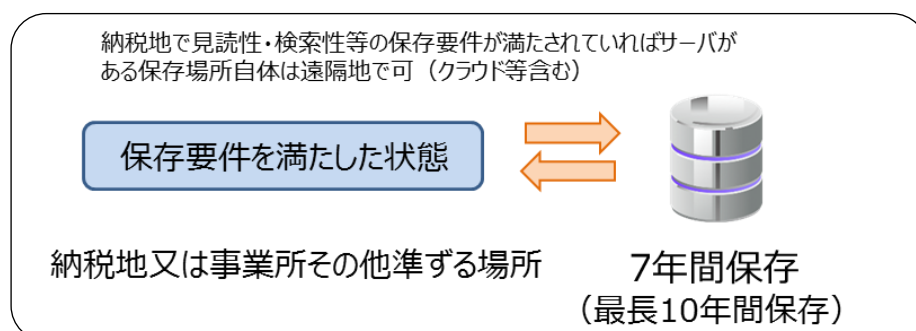 納税地で見読性・検索性等の保存要件が満たされていればサーバが
ある保存場所自体は遠隔地で可（クラウド等含む）
保存要件を満たした状態
納税地又は事業所その他準ずる場所
7年間保存
（最長10年間保存）